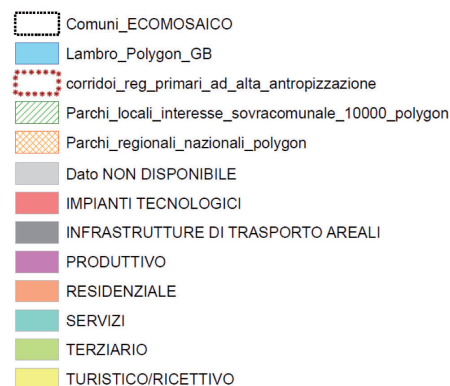 Comuni_ECOMOSAICO
Lambro_Polygon_GB
corridoi_reg_primari_ad_alta_antropizzazione
Parchi_locali_interesse_sovracomunale_10000_polygon
Parchi_regionali_nazionali_polygon
Dato NON DISPONIBILE
IMPIANTI TECNOLOGICI
INFRASTRUTTURE DI TRASPORTO AREALI
PRODUTTIVO
RESIDENZIALE
SERVIZI
TERZIARIO
TURISTICO/RICETTIVO